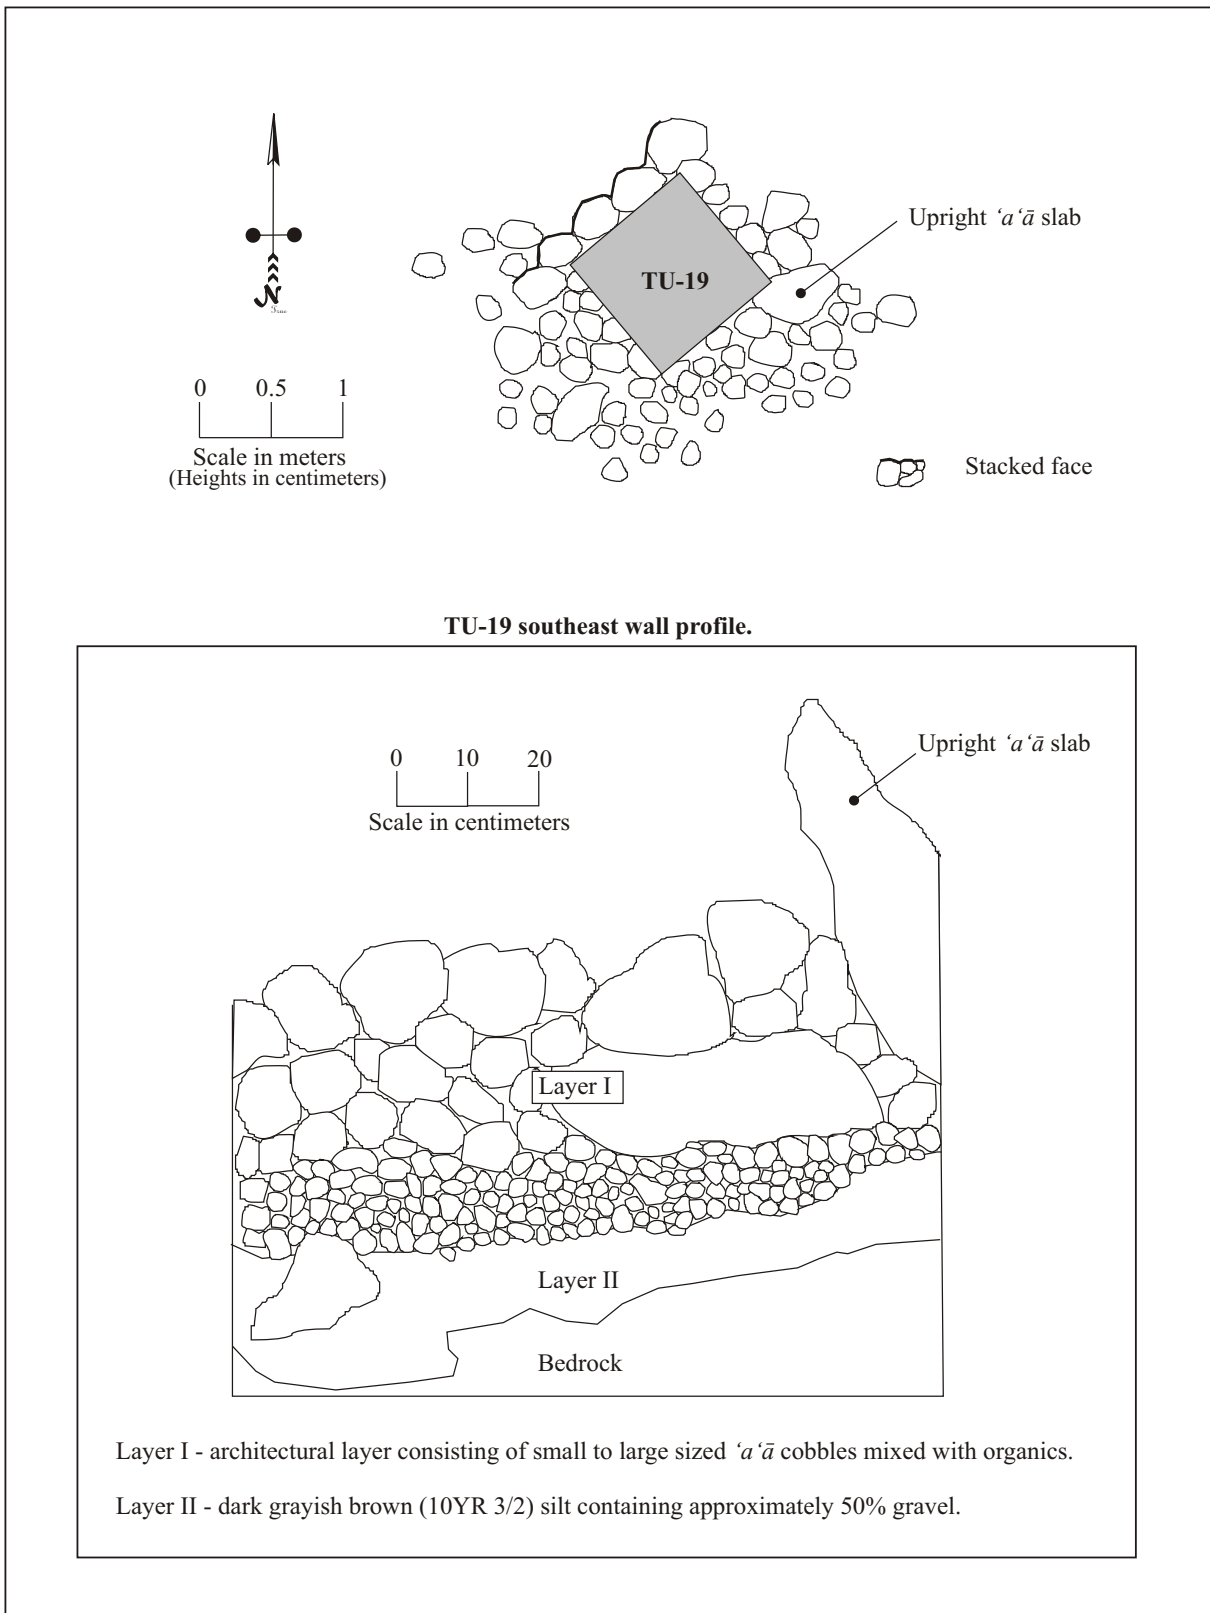 Upright ‘a‘ā slab
TU-19
N
True
0 0.5 1
Scale in meters
(Heights in centimeters)
Stacked face
TU-19 southeast wall profile.
0 10 20
Scale in centimeters
Upright ‘a‘ā slab
Layer I
Layer II
Bedrock
Layer I - architectural layer consisting of small to large sized ‘a‘ā cobbles mixed with organics.
Layer II - dark grayish brown (10YR 3/2) silt containing approximately 50% gravel.